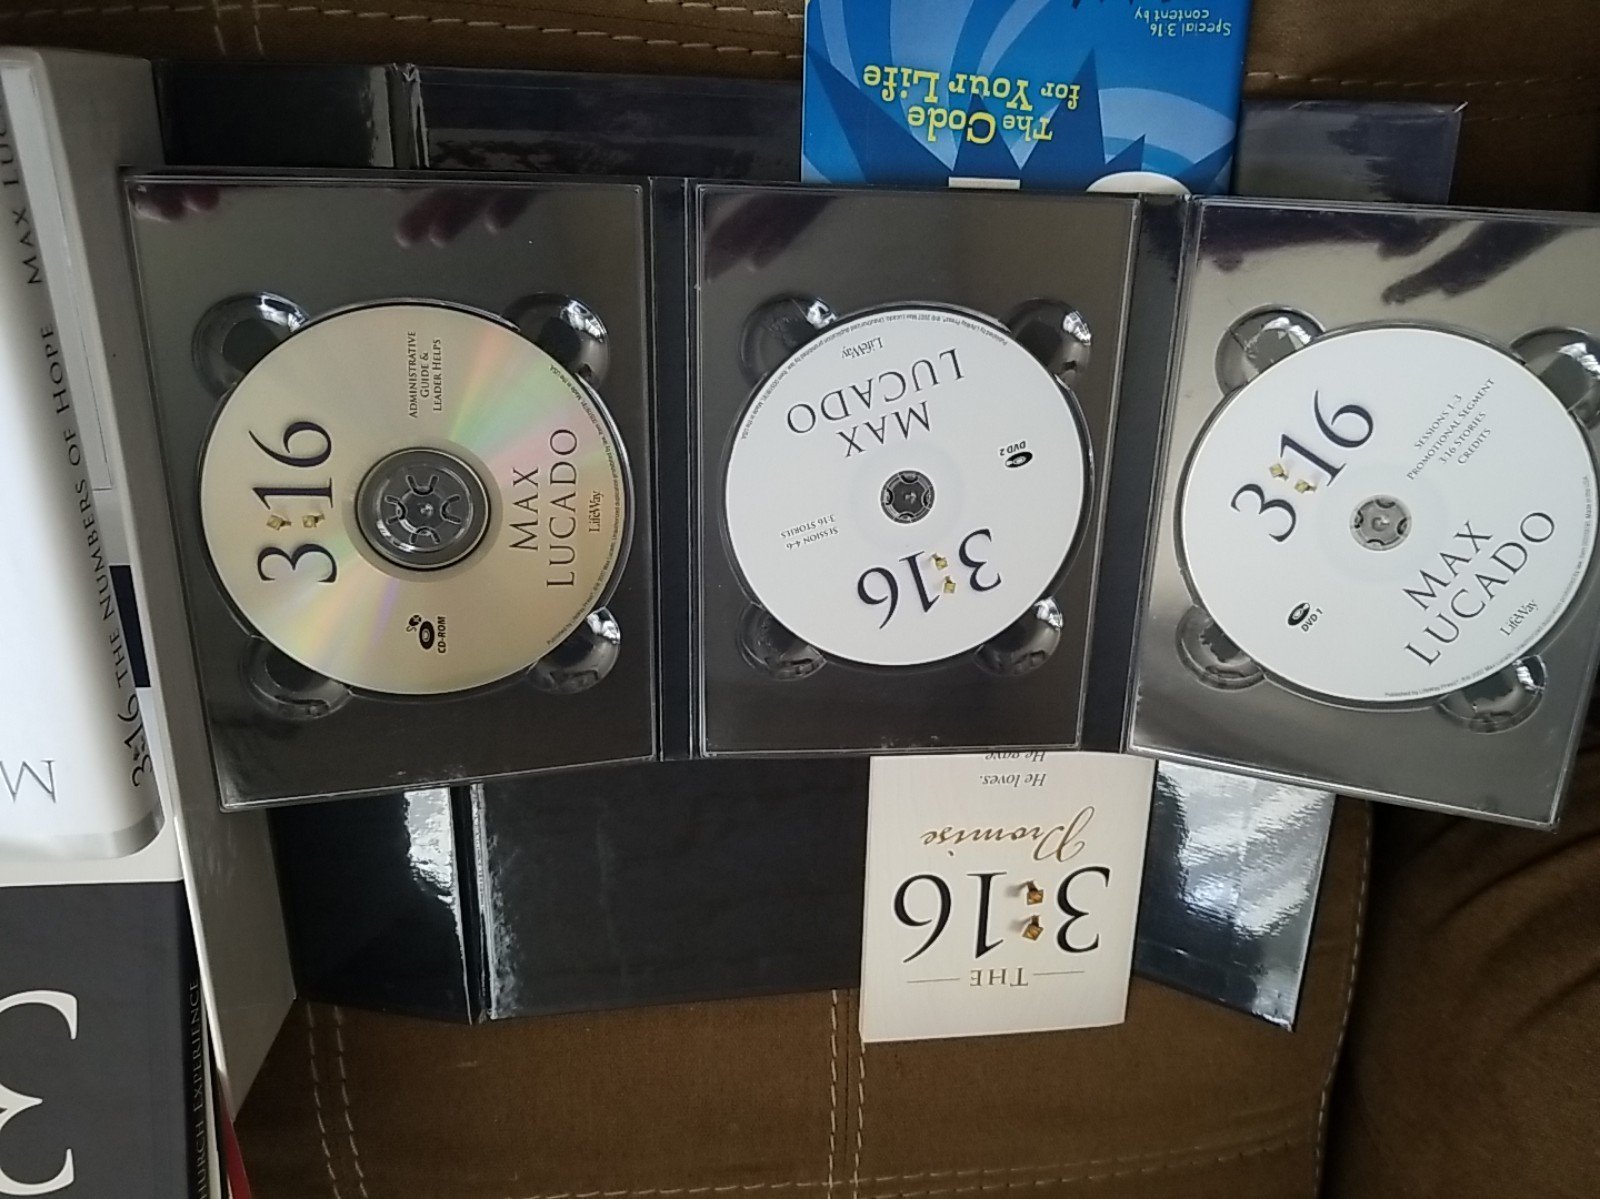 Special 3:16
content by
The Code
for Your Life
3:16
ADMINISTRATIVE
GUIDE &
LEADER HELPS
MAX
LUCADO
LifeWay
CD-ROM
3:16
SESSION 4-6
3:16 STORIES
DVD 2
MAX
LUCADO
LifeWay
3:16
SESSIONS 1-3
PROMOTIONAL SEGMENT
3:16 STORIES
CREDITS
DVD 1
MAX
LUCADO
LifeWay
THE
3:16
Promise
He loves.
He gave
3:16 THE NUMBERS OF HOPE MAX LUC
M
3
HURCH EXPERIENCE